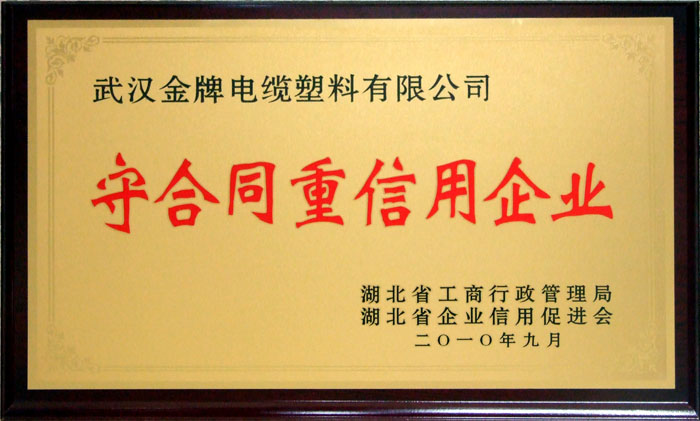 武汉金牌电缆塑料有限公司
守合同重信用企业
湖北省工商行政管理局
湖北省企业信用促进会
二〇一〇年九月